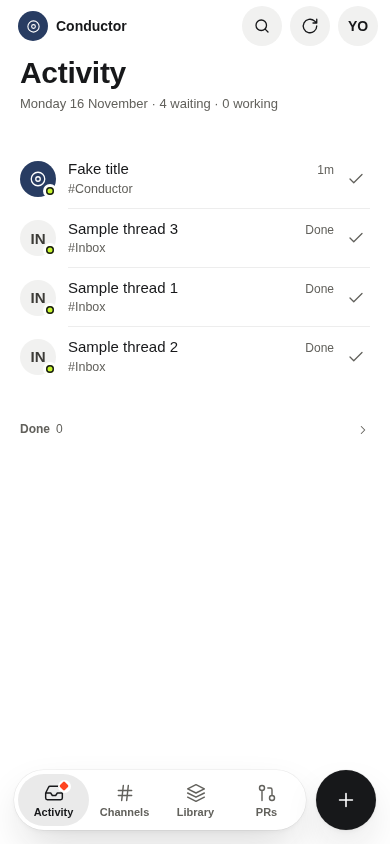 Conductor
YO
Activity
Monday 16 November · 4 waiting · 0 working
Fake title
1m
#Conductor
IN
Sample thread 3
Done
#Inbox
IN
Sample thread 1
Done
#Inbox
IN
Sample thread 2
Done
#Inbox
Done 0
Activity
Channels
Library
PRs